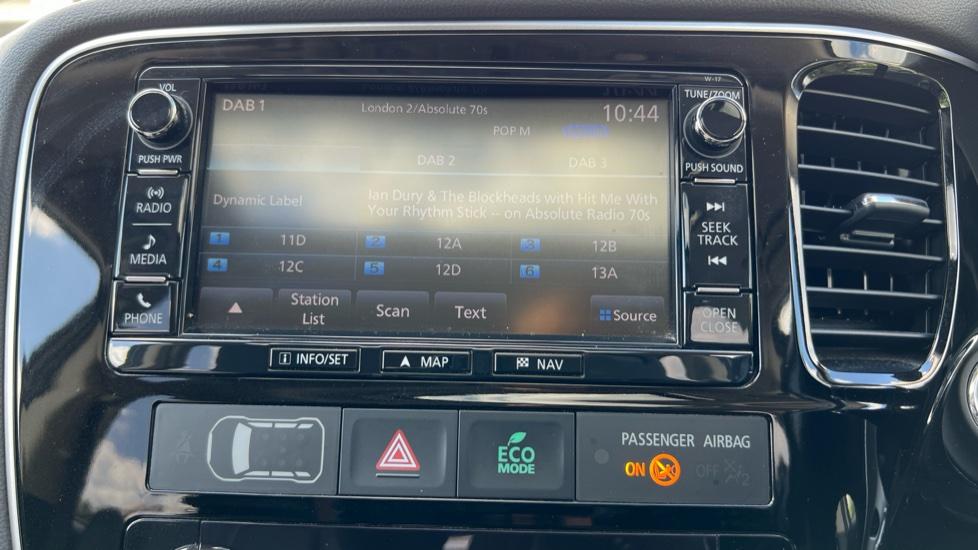 W-17
VOL
TUNE/ZOOM
DAB 1
London 2/Absolute 70s
10:44
POP M
PUSH PWR
DAB 2
DAB 3
PUSH SOUND
RADIO
Dynamic Label
Ian Dury & The Blockheads with Hit Me With
Your Rhythm Stick -- on Absolute Radio 70s
SEEK
TRACK
MEDIA
1 11D
2 12A
3 12B
4 12C
5 12D
6 13A
PHONE
Station
List
Scan
Text
Source
OPEN
CLOSE
i INFO/SET
MAP
NAV
ECO
MODE
PASSENGER AIRBAG
ON
OFF
2